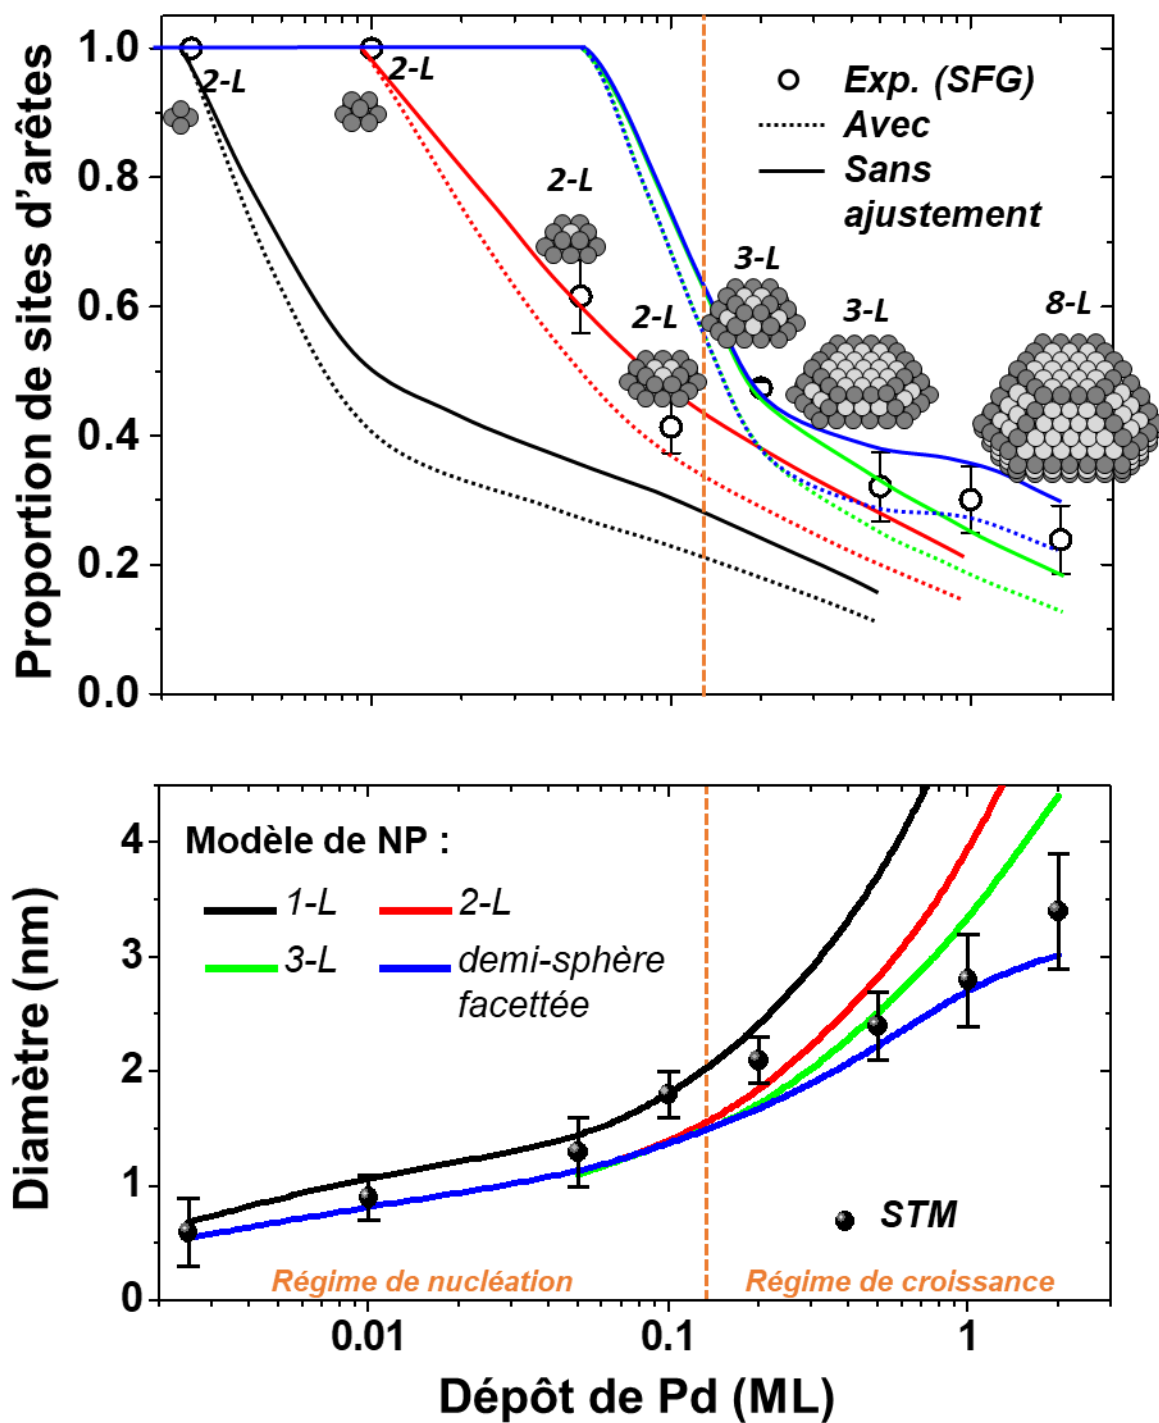 Proportion de sites d'arêtes
1.0
0.8
0.6
0.4
0.2
0.0
2-L
2-L
2-L
2-L
3-L
3-L
8-L
Exp. (SFG)
Avec
Sans
ajustement
Diamètre (nm)
4
3
2
1
0
Modèle de NP :
1-L
2-L
3-L
demi-sphère
facettée
STM
Régime de nucléation
Régime de croissance
0.01
0.1
1
Dépôt de Pd (ML)